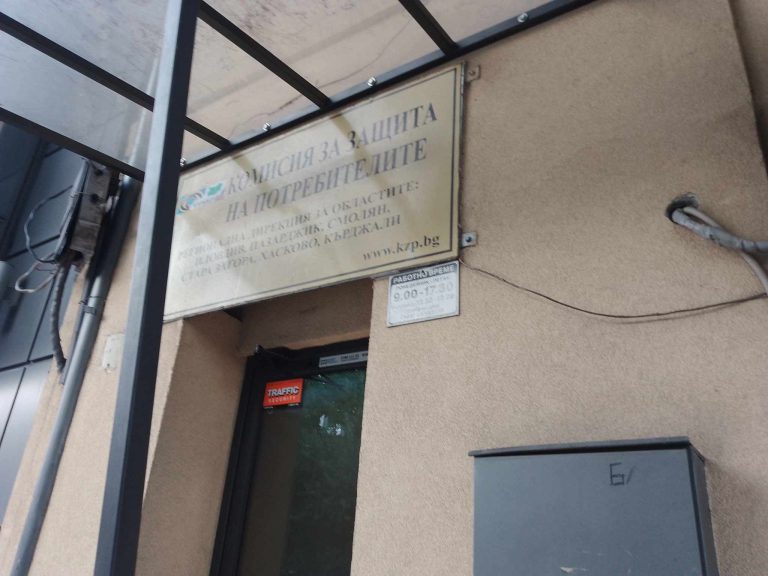 КОМИСИЯ ЗА ЗАЩИТА
НА ПОТРЕБИТЕЛИТЕ
РЕГИОНАЛНА ДИРЕКЦИЯ ЗА ОБЛАСТИТЕ:
ПЛОВДИВ, ПАЗАРДЖИК, СМОЛЯН,
СТАРА ЗАГОРА, ХАСКОВО, КЪРДЖАЛИ
www.kzp.bg
РАБОТНО ВРЕМЕ
9.00-17.30
TRAFFIC
SECURITY